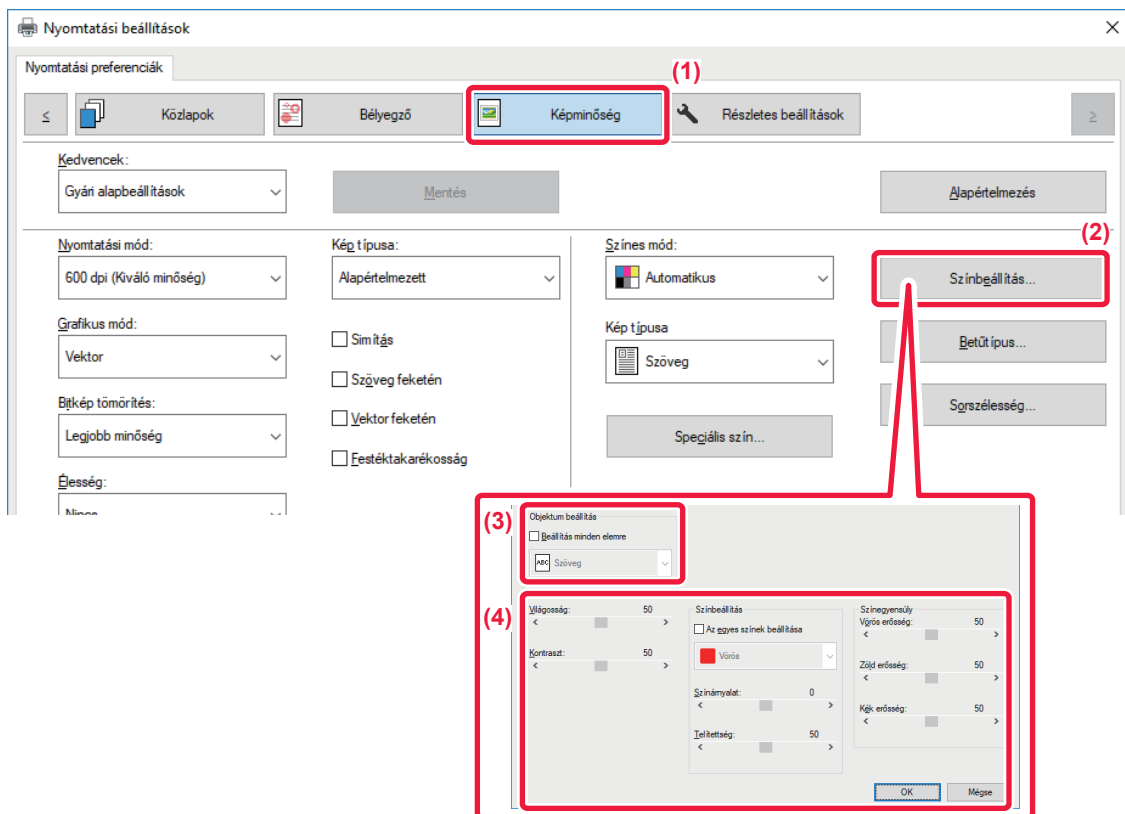 Nyomtatási beállítások
Nyomtatási preferenciák
(1)
<
Közlapok
Bélyegző
Képminőség
Részletes beállítások
>
Kedvencek:
Gyári alapbeállítások
Mentés
Alapértelmezés
(2)
Nyomtatási mód:
600 dpi (Kiváló minőség)
Kép típusa:
Alapértelmezett
Színes mód:
Automatikus
Színbeállítás...
Grafikus mód:
Vektor
Simítás
Kép típusa
Szöveg
Betűtípus...
Szöveg feketén
Bitkép tömörítés:
Legjobb minőség
Vektor feketén
Speciális szín...
Sorszélesség...
Festéktakarékosság
Élesség:
Nincs
(3)
Objektum beállítás
Beállítás minden elemre
ABC Szöveg
(4)
Világosság: 50
Kontraszt: 50
Színbeállítás
Az egyes színek beállítása
Vörös
Színárnyalat: 0
Telítettség: 50
Színegyensúly
Vörös erősség: 50
Zöld erősség: 50
Kék erősség: 50
OK
Mégse